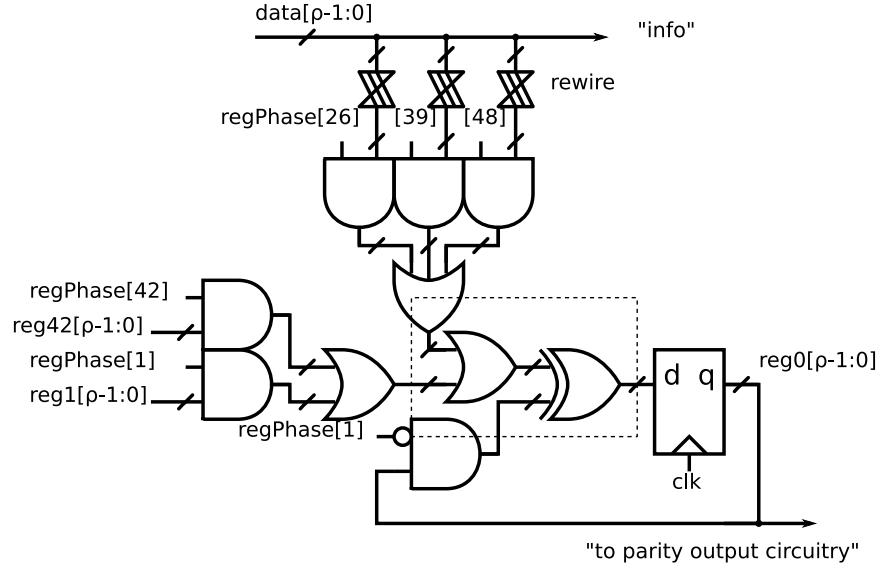 data[ρ-1:0]
"info"
rewire
regPhase[26]
[39]
[48]
regPhase[42]
reg42[ρ-1:0]
regPhase[1]
reg1[ρ-1:0]
regPhase[1]
d q
reg0[ρ-1:0]
clk
"to parity output circuitry"